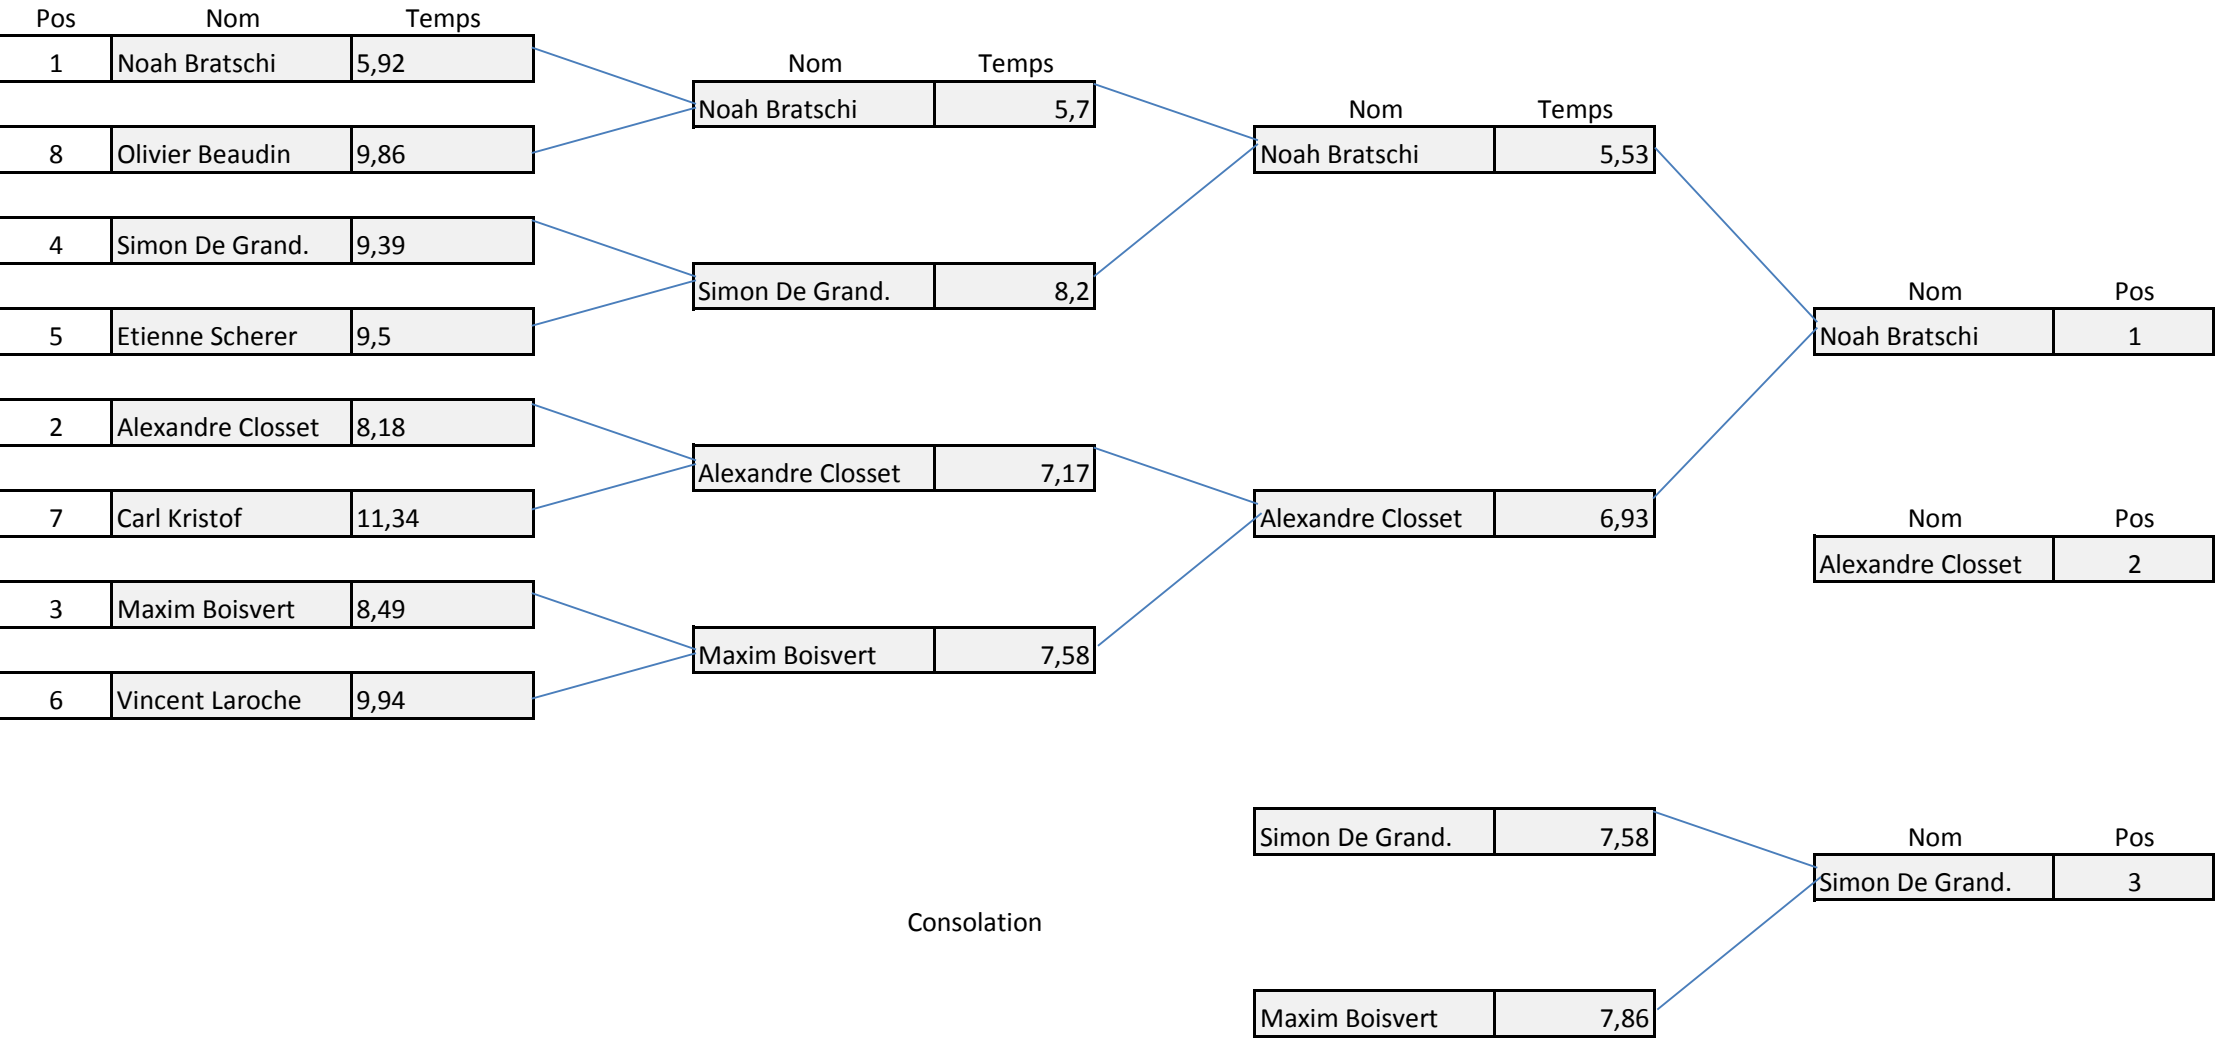 Pos Nom Temps
1 Noah Bratschi 5,92
Nom Temps
Noah Bratschi 5,7
Nom Temps
8 Olivier Beaudin 9,86
Noah Bratschi 5,53
4 Simon De Grand. 9,39
Simon De Grand. 8,2
Nom Pos
5 Etienne Scherer 9,5
Noah Bratschi 1
2 Alexandre Closset 8,18
Alexandre Closset 7,17
7 Carl Kristof 11,34
Alexandre Closset 6,93
Nom Pos
Alexandre Closset 2
3 Maxim Boisvert 8,49
Maxim Boisvert 7,58
6 Vincent Laroche 9,94
Simon De Grand. 7,58
Nom Pos
Simon De Grand. 3
Consolation
Maxim Boisvert 7,86